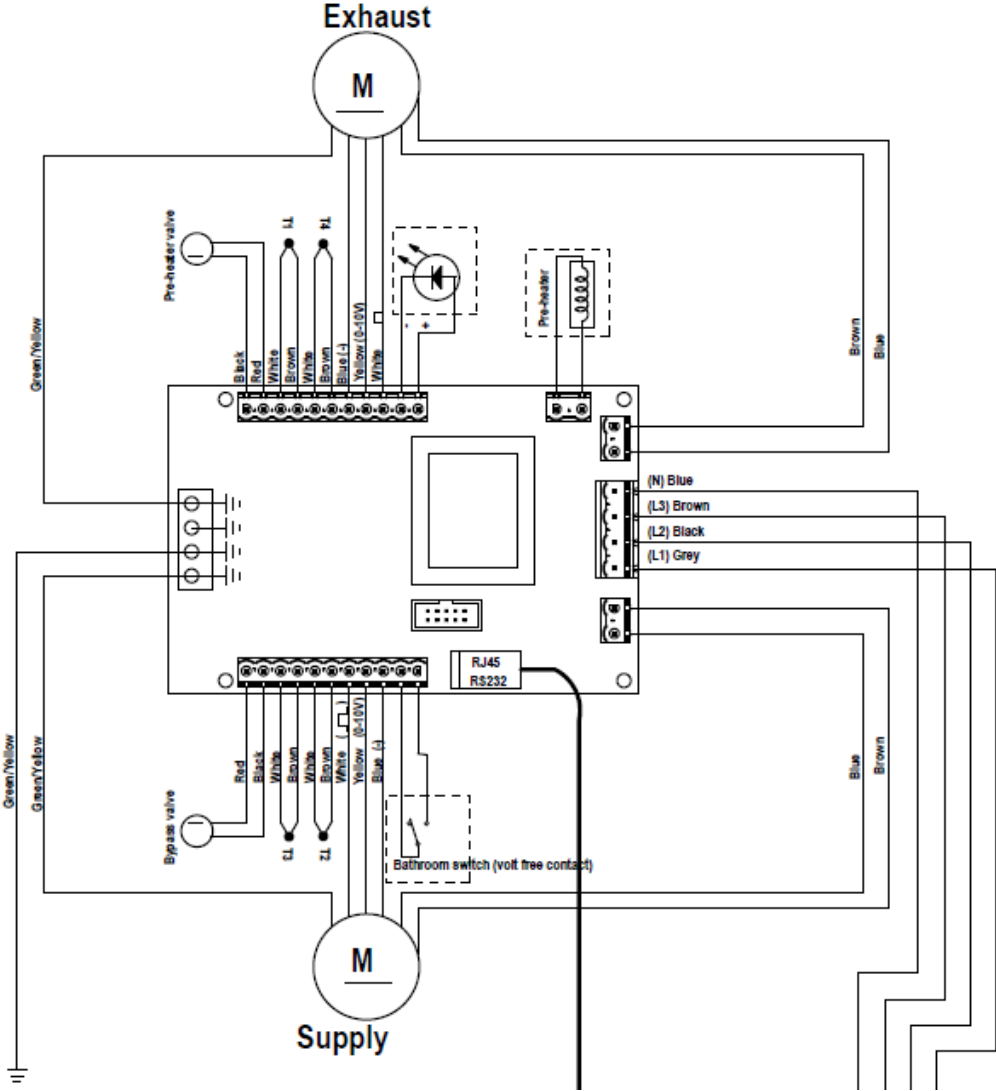 Exhaust
M
Pre-heater valve
T1
T4
Pre-heater
Green/Yellow
Black
Red
White
Brown
White
Brown
Blue (-)
Yellow (0-10V)
White
- +
Brown
Blue
(N) Blue
(L3) Brown
(L2) Black
(L1) Grey
RJ45
RS232
Green/Yellow
Green/Yellow
Red
Black
White
Brown
White
Brown
White ( )
Yellow (0-10V)
Blue (-)
Blue
Brown
Bypass valve
T3
T2
Bathroom switch (volt free contact)
M
Supply